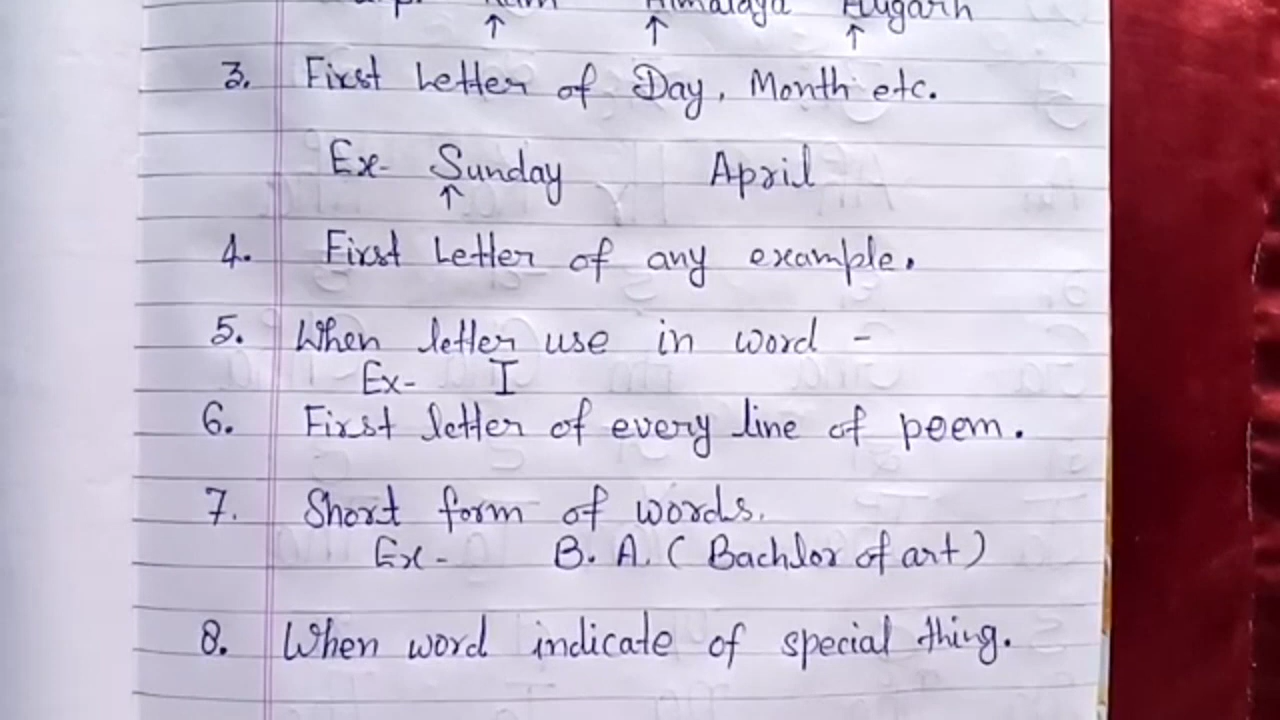 Himalaya Aligarh
3. First Letter of Day, Month etc.
Ex- Sunday April
4. First Letter of any example.
5. When letter use in word -
Ex- I
6. First letter of every line of poem.
7. Short form of words.
Ex- B. A. ( Bachlor of art )
8. When word indicate of special thing.